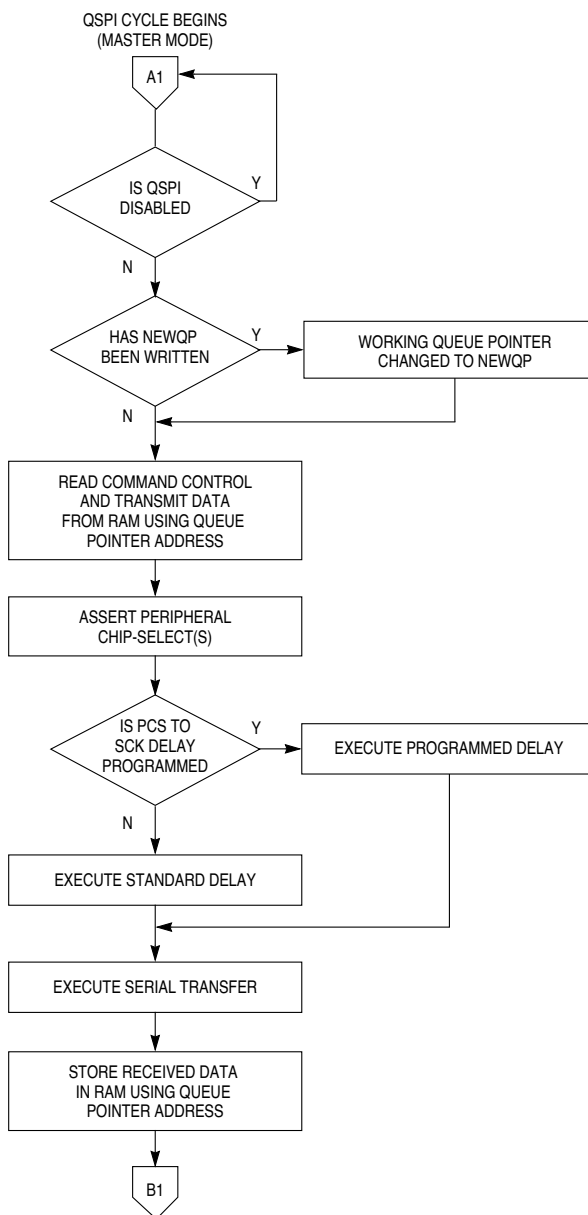 QSPI CYCLE BEGINS
(MASTER MODE)
A1
IS QSPI
DISABLED
Y
N
HAS NEWQP
BEEN WRITTEN
Y
WORKING QUEUE POINTER
CHANGED TO NEWQP
N
READ COMMAND CONTROL
AND TRANSMIT DATA
FROM RAM USING QUEUE
POINTER ADDRESS
ASSERT PERIPHERAL
CHIP-SELECT(S)
IS PCS TO
SCK DELAY
PROGRAMMED
Y
EXECUTE PROGRAMMED DELAY
N
EXECUTE STANDARD DELAY
EXECUTE SERIAL TRANSFER
STORE RECEIVED DATA
IN RAM USING QUEUE
POINTER ADDRESS
B1